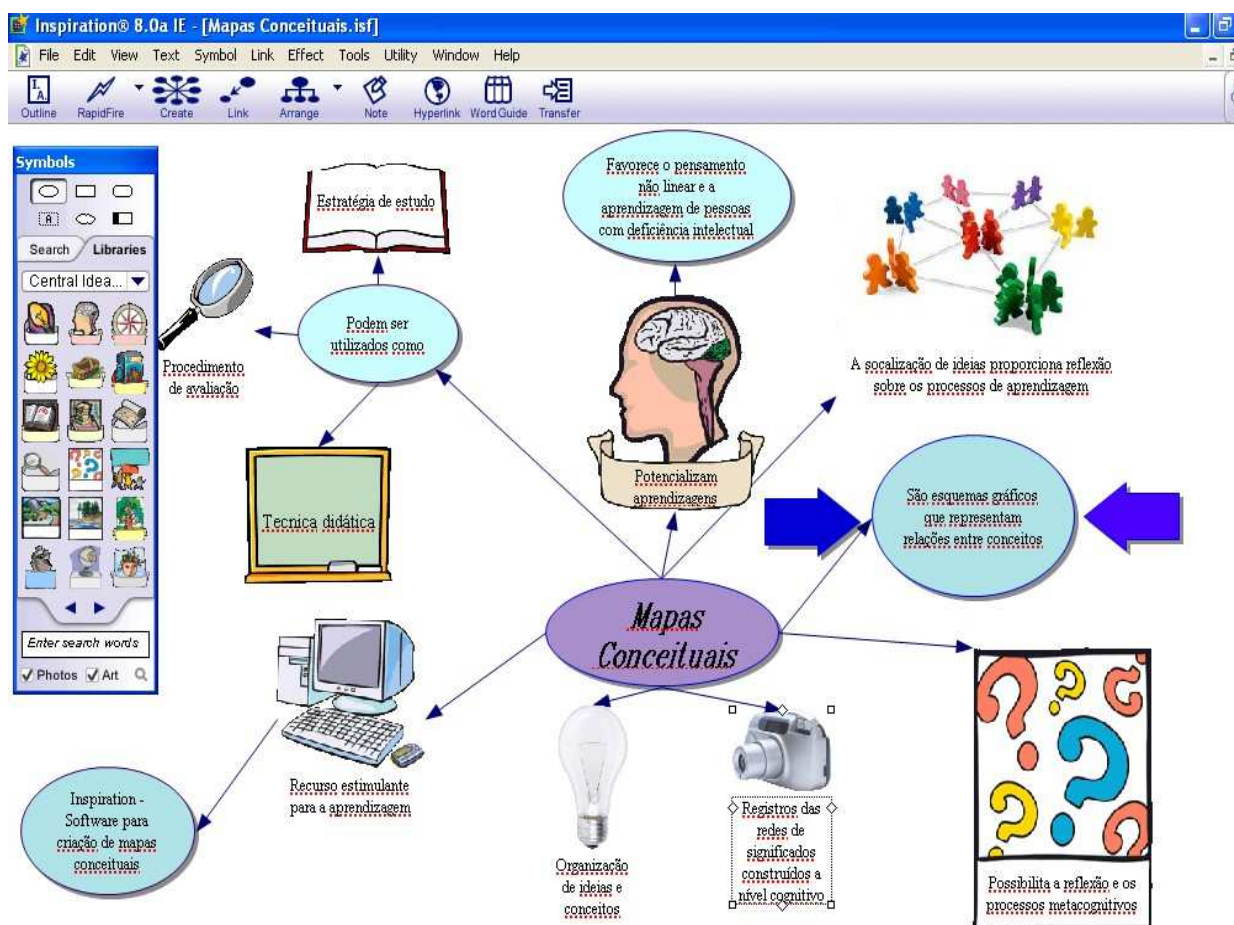 Inspiration® 8.0a IE - [Mapas Conceituais.isf]
File Edit View Text Symbol Link Effect Tools Utility Window Help
Outline RapidFire Create Link Arrange Note Hyperlink Word Guide Transfer
Symbols
Search Libraries
Central Idea...
Enter search words
Photos Art
Estratégia de estudo
Favorece o pensamento
não linear e a
aprendizagem de pessoas
com deficiência intelectual
Podem ser
utilizados como
Procedimento
de avaliação
A socalização de ideias proporciona reflexão
sobre os processos de aprendizagem
Potencializam
aprendizagens
Tecnica didática
São esquemas gráficos
que representam
relações entre conceitos
Mapas
Conceituais
Recurso estimulante
para a aprendizagem
Inspiration -
Software para
criação de mapas
conceituais
Organização
de ideias e
conceitos
Registros das
redes de
significados
construídos a
nível cognitivo
Possibilita a reflexão e os
processos metacognitivos